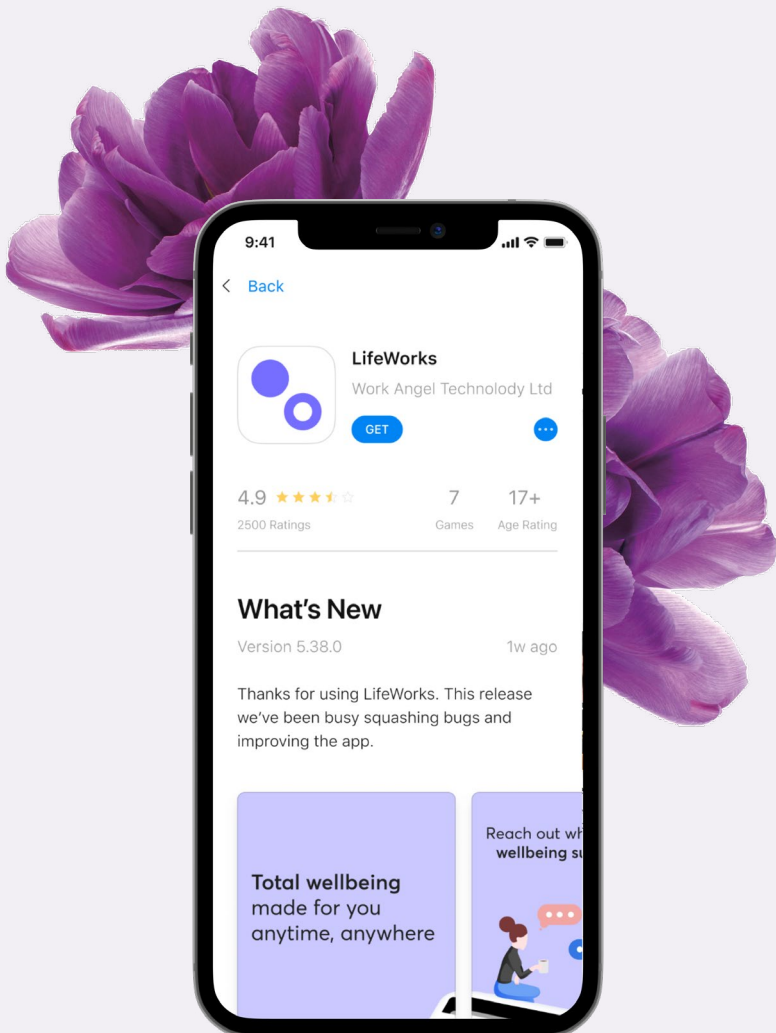 9:41
Back
LifeWorks
Work Angel Technolody Ltd
GET
4.9
7
17+
2500 Ratings
Games
Age Rating
What's New
Version 5.38.0
1w ago
Thanks for using LifeWorks. This release
we've been busy squashing bugs and
improving the app.
Total wellbeing
made for you
anytime, anywhere
Reach out wh
wellbeing su